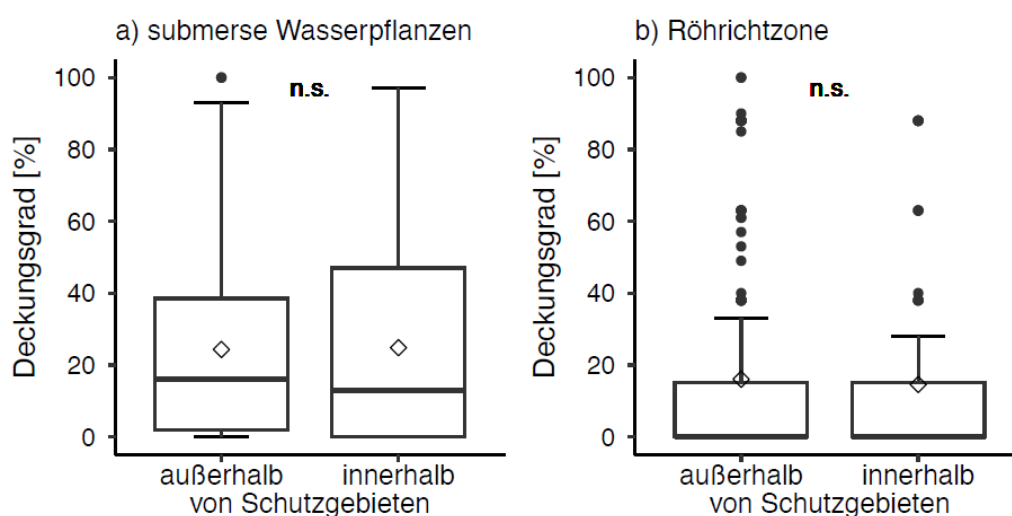 a) submerse Wasserpflanzen
n.s.
Deckungsgrad [%]
100
80
60
40
20
0
außerhalb innerhalb
von Schutzgebieten
b) Röhrichtzone
n.s.
Deckungsgrad [%]
100
80
60
40
20
0
außerhalb innerhalb
von Schutzgebieten